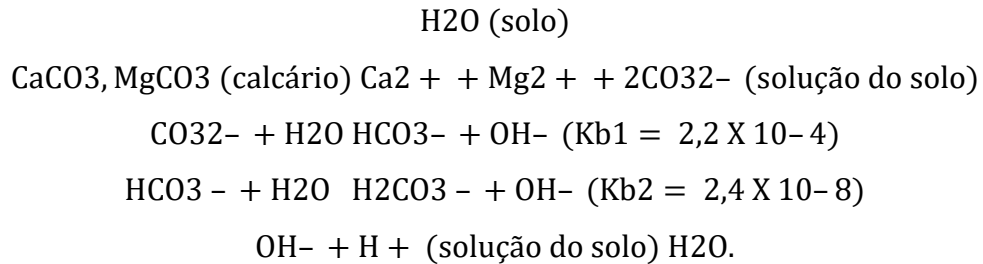 H2O (solo)
CaCO3, MgCO3 (calcário) Ca2 + + Mg2 + + 2CO32− (solução do solo)
CO32− + H2O HCO3− + OH− (Kb1 = 2,2 X 10−4)
HCO3 − + H2O H2CO3 − + OH− (Kb2 = 2,4 X 10−8)
OH− + H + (solução do solo) H2O.